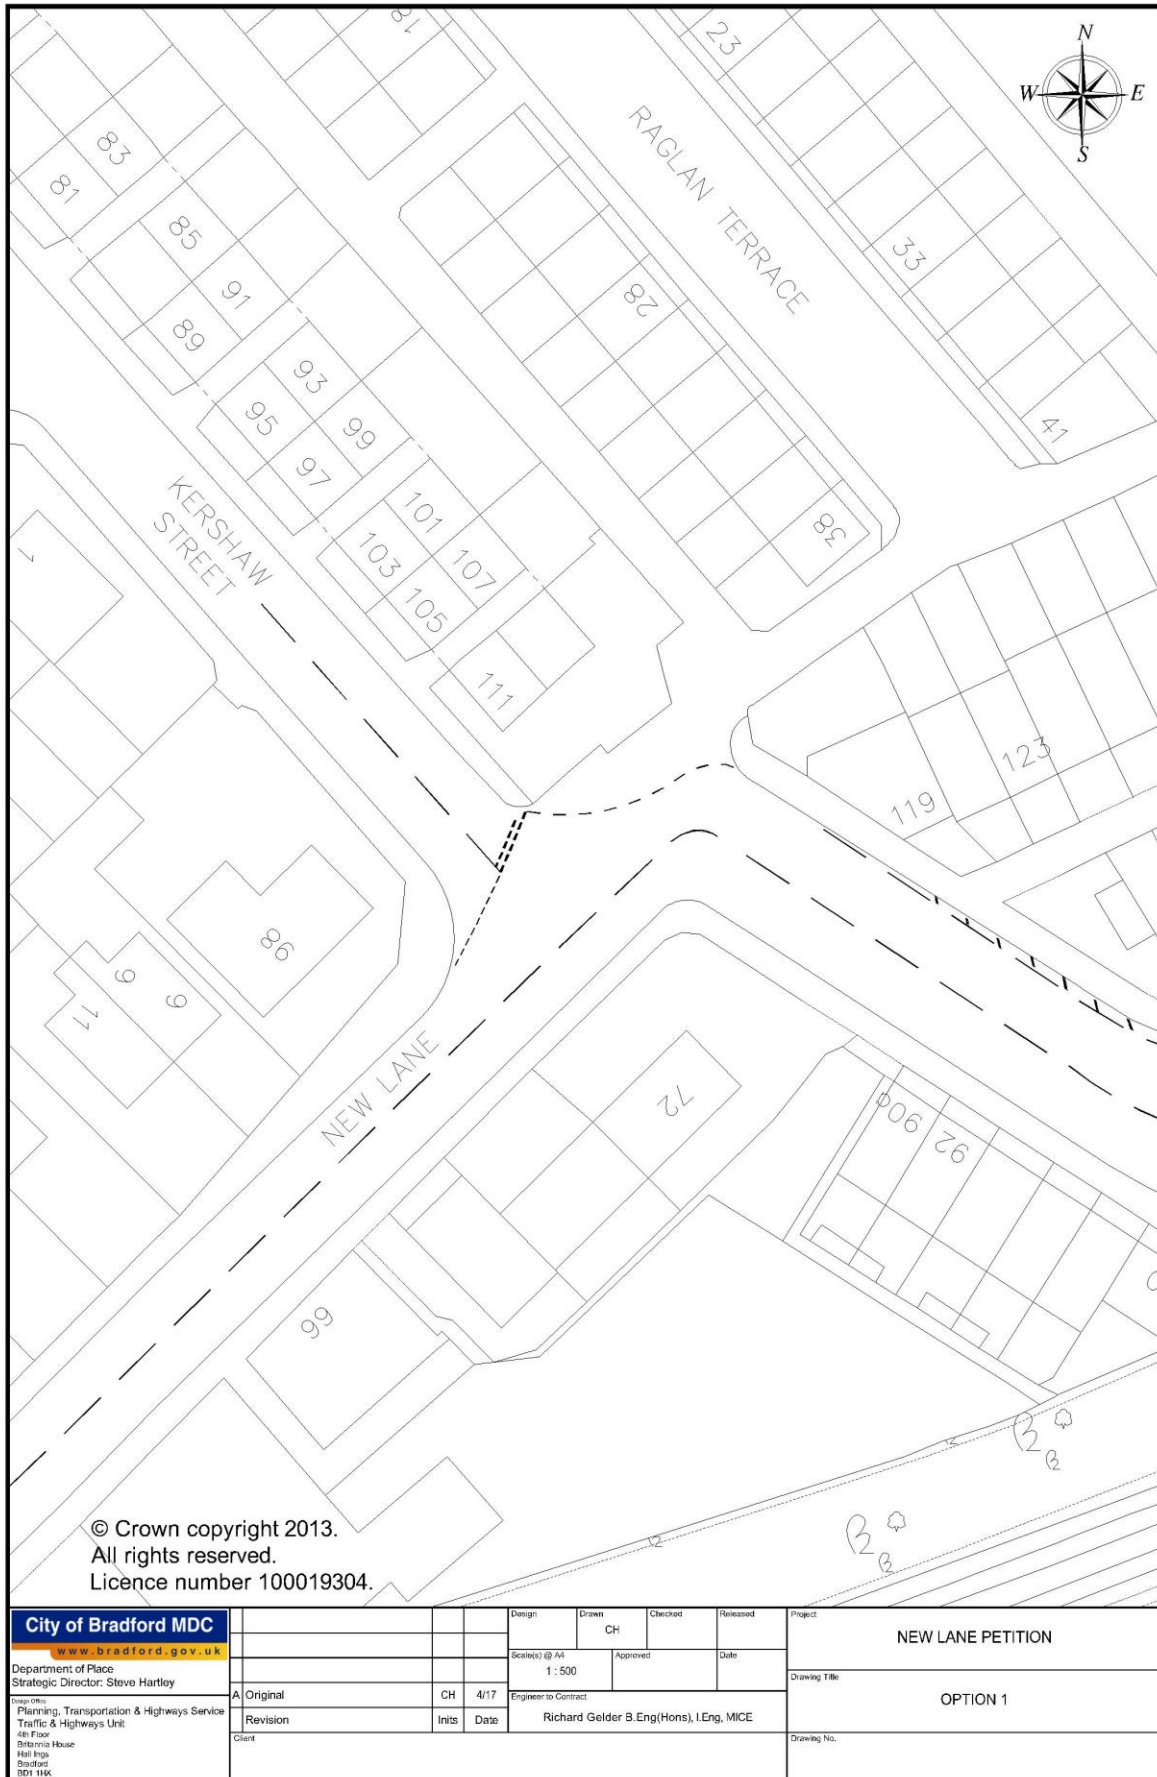 N
W E
S
18
23
RAGLAN TERRACE
83
81
85
91
89
33
28
93
95
99
97
41
KERSHAW
STREET
101
103
107
105
38
111
1
123
119
98
9
9
11
NEW LANE
72
90a
92
66
© Crown copyright 2013.
All rights reserved.
Licence number 100019304.
City of Bradford MDC
www.bradford.gov.uk
Department of Place
Strategic Director: Steve Hartley
Design Office
Planning, Transportation & Highways Service
Traffic & Highways Unit
4th Floor
Britannia House
Hall Ings
Bradford
BD1 1HX
A Original CH 4/17
Revision Inits Date
Client
Design Drawn Checked Released
CH
Scale(s) @ A4 Approved Date
1 : 500
Engineer to Contract
Richard Gelder B.Eng(Hons), I.Eng, MICE
Project
NEW LANE PETITION
Drawing Title
OPTION 1
Drawing No.